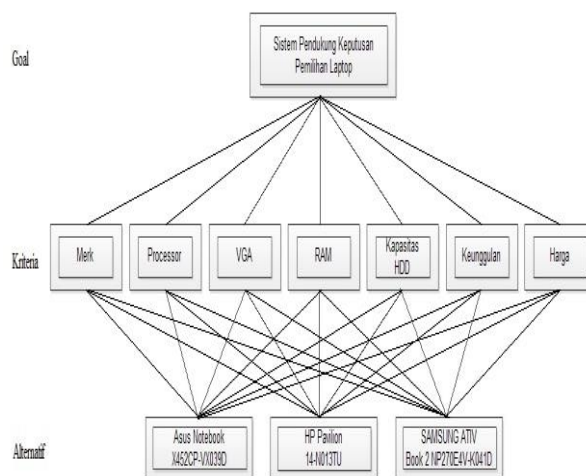 Goal
Sistem Pendukung Keputusan
Pemilihan Laptop
Kriteria
Merk
Processor
VGA
RAM
Kapasitas
HDD
Keunggulan
Harga
Alternatif
Asus Notebook
X452CP-VX039D
HP Pavilion
14-N013TU
SAMSUNG ATIV
Book 2 NP270E4V-K041D